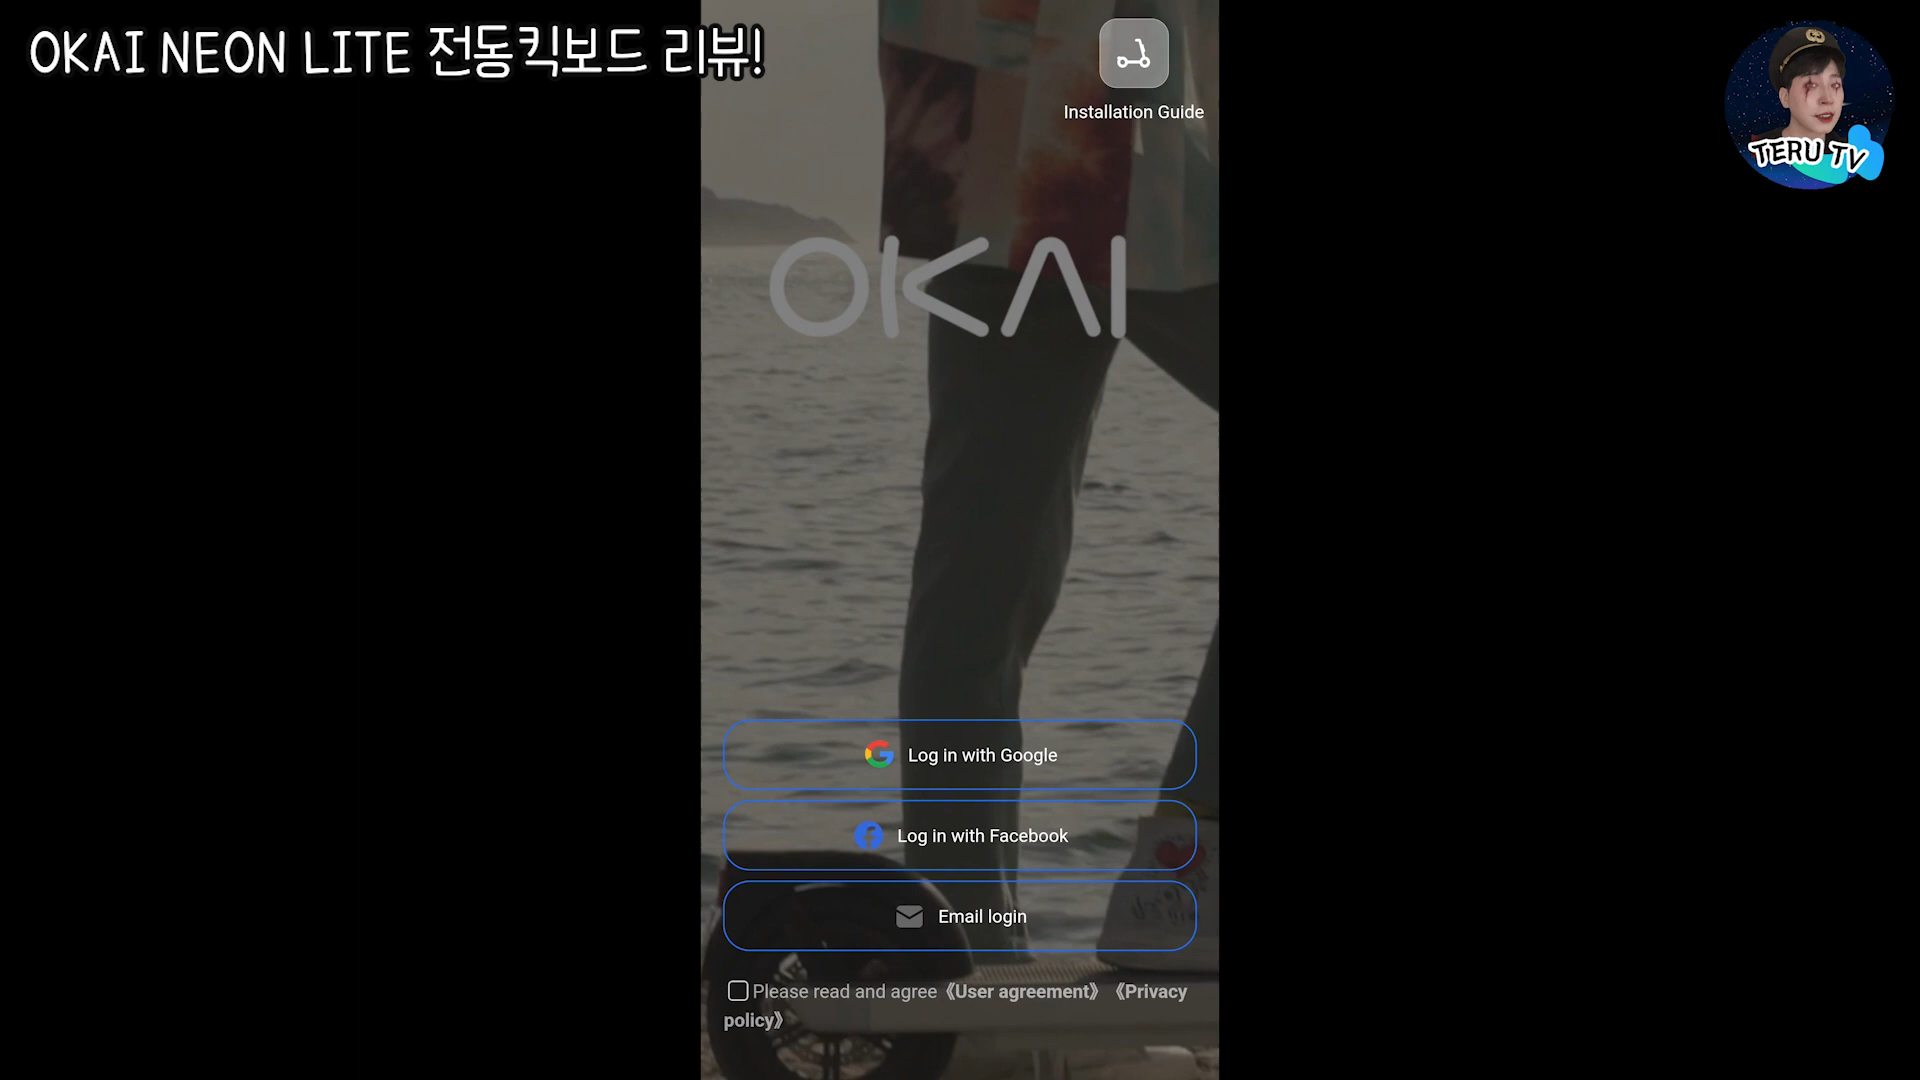 OKAI NEON LITE 전동킥보드 리뷰!
TERU TV
Installation Guide
OKAI
Log in with Google
Log in with Facebook
Email login
Please read and agree《User agreement》《Privacy
policy》